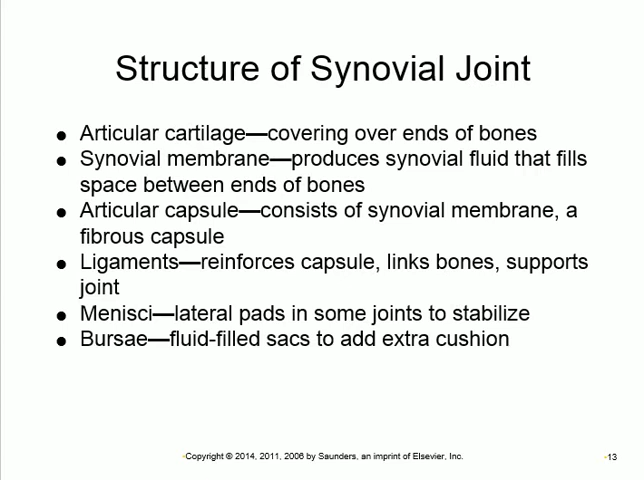 Structure of Synovial Joint
● Articular cartilage—covering over ends of bones
● Synovial membrane—produces synovial fluid that fills
space between ends of bones
● Articular capsule—consists of synovial membrane, a
fibrous capsule
● Ligaments—reinforces capsule, links bones, supports
joint
● Menisci—lateral pads in some joints to stabilize
● Bursae—fluid-filled sacs to add extra cushion
Copyright © 2014, 2011, 2006 by Saunders, an imprint of Elsevier, Inc.
13